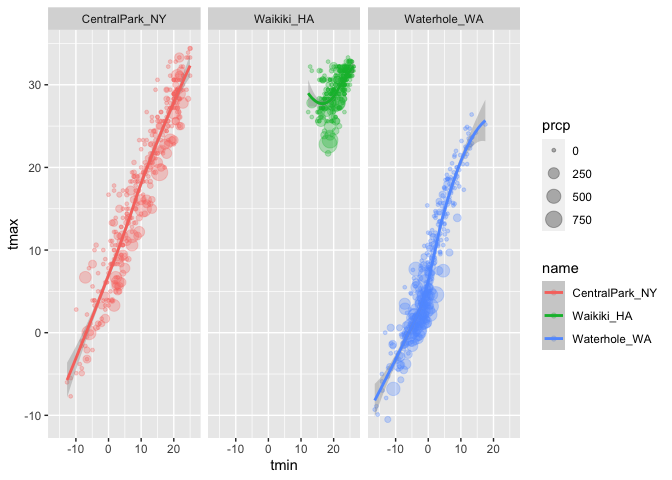 CentralPark_NY Waikiki_HA Waterhole_WA
30
20
10
0
-10
tmax
-10 0 10 20 -10 0 10 20 -10 0 10 20
tmin
prcp
0
250
500
750
name
CentralPark_NY
Waikiki_HA
Waterhole_WA